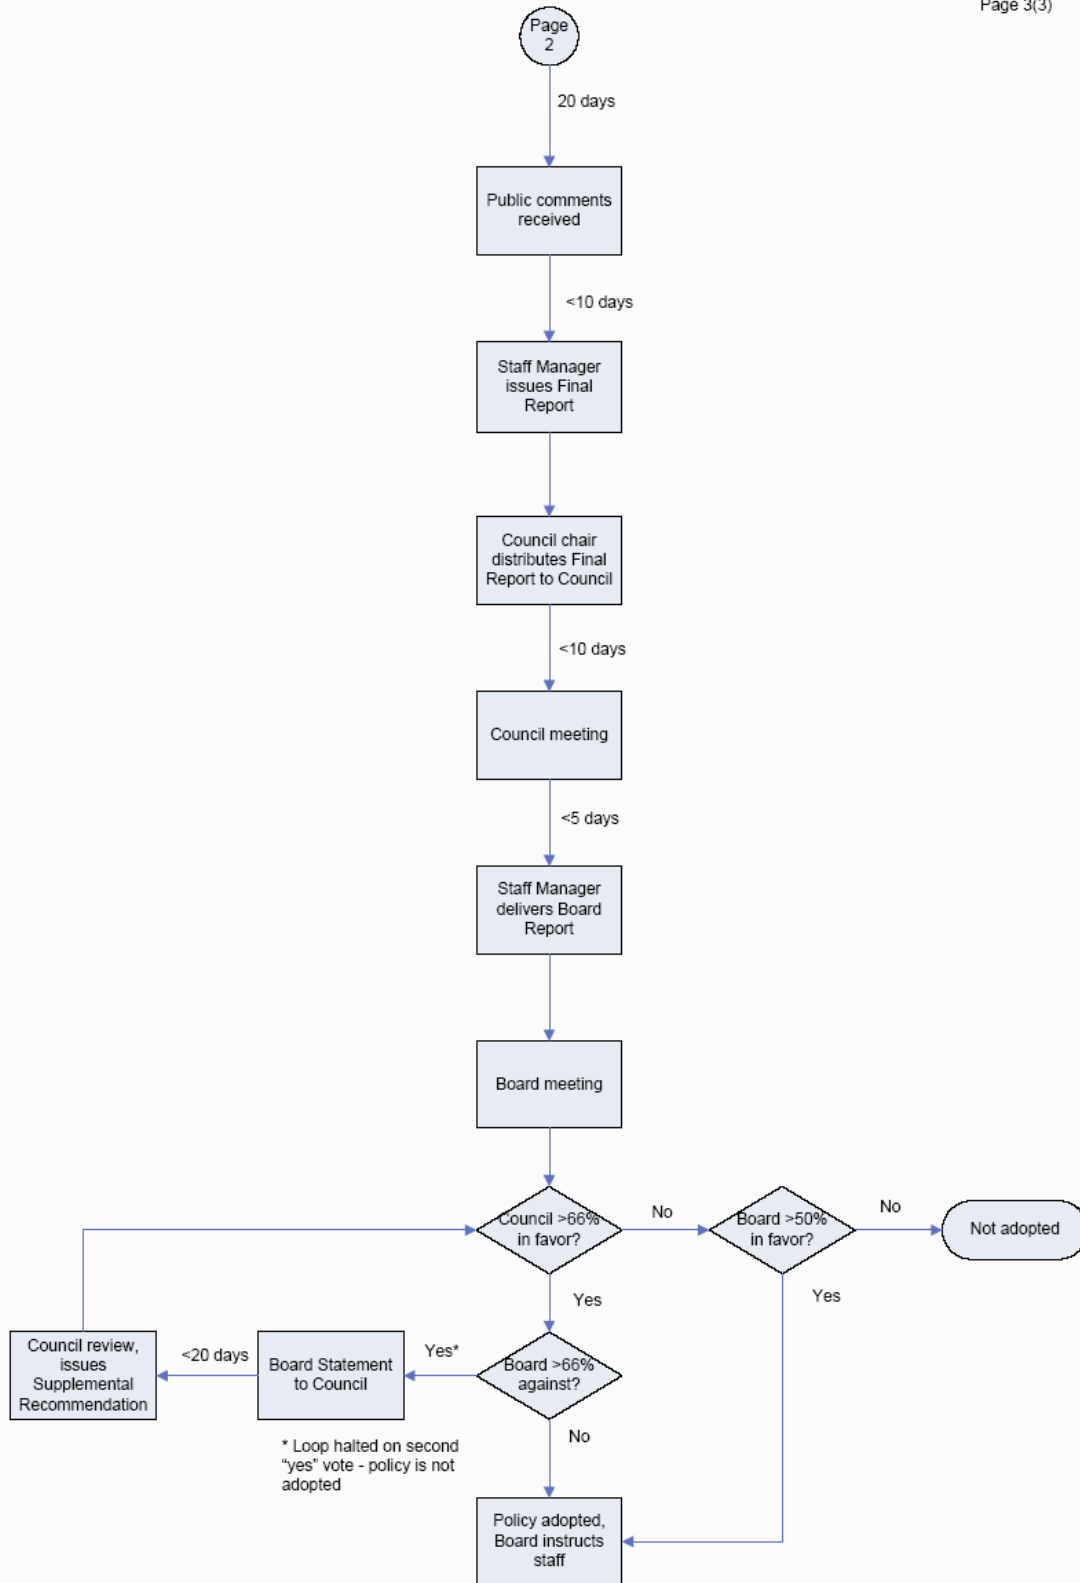 Page 3(3)
Page
2
20 days
Public comments
received
<10 days
Staff Manager
issues Final
Report
Council chair
distributes Final
Report to Council
<10 days
Council meeting
<5 days
Staff Manager
delivers Board
Report
Board meeting
Council >66%
in favor?
No
Board >50%
in favor?
No
Not adopted
Yes
Yes
Council review,
issues
Supplemental
Recommendation
<20 days
Board Statement
to Council
Yes*
Board >66%
against?
No
* Loop halted on second
“yes” vote - policy is not
adopted
Policy adopted,
Board instructs
staff